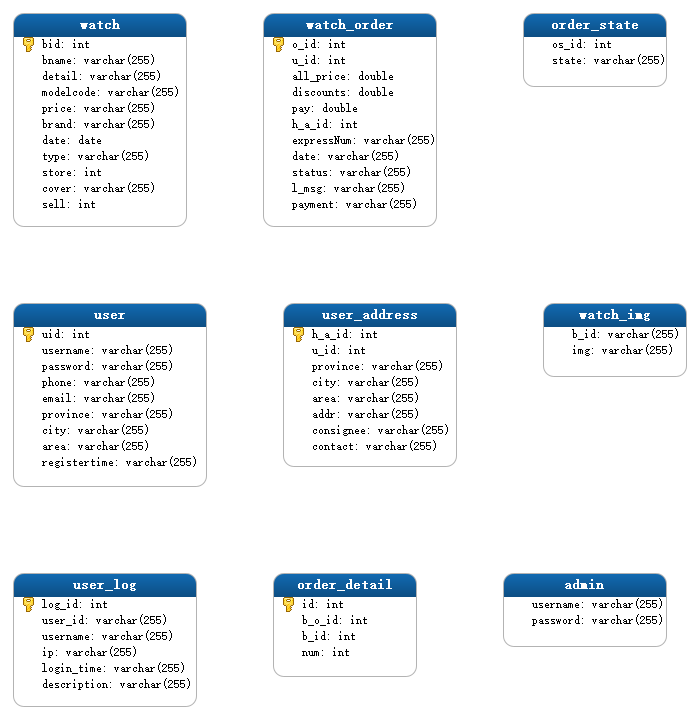 watch
bid: int
bname: varchar(255)
detail: varchar(255)
modelcode: varchar(255)
price: varchar(255)
brand: varchar(255)
date: date
type: varchar(255)
store: int
cover: varchar(255)
sell: int
watch_order
o_id: int
u_id: int
all_price: double
discounts: double
pay: double
h_a_id: int
expressNum: varchar(255)
date: varchar(255)
status: varchar(255)
l_msg: varchar(255)
payment: varchar(255)
order_state
os_id: int
state: varchar(255)
user
uid: int
username: varchar(255)
password: varchar(255)
phone: varchar(255)
email: varchar(255)
province: varchar(255)
city: varchar(255)
area: varchar(255)
registertime: varchar(255)
user_address
h_a_id: int
u_id: int
province: varchar(255)
city: varchar(255)
area: varchar(255)
addr: varchar(255)
consignee: varchar(255)
contact: varchar(255)
watch_img
b_id: varchar(255)
img: varchar(255)
user_log
log_id: int
user_id: varchar(255)
username: varchar(255)
ip: varchar(255)
login_time: varchar(255)
description: varchar(255)
order_detail
id: int
b_o_id: int
b_id: int
num: int
admin
username: varchar(255)
password: varchar(255)